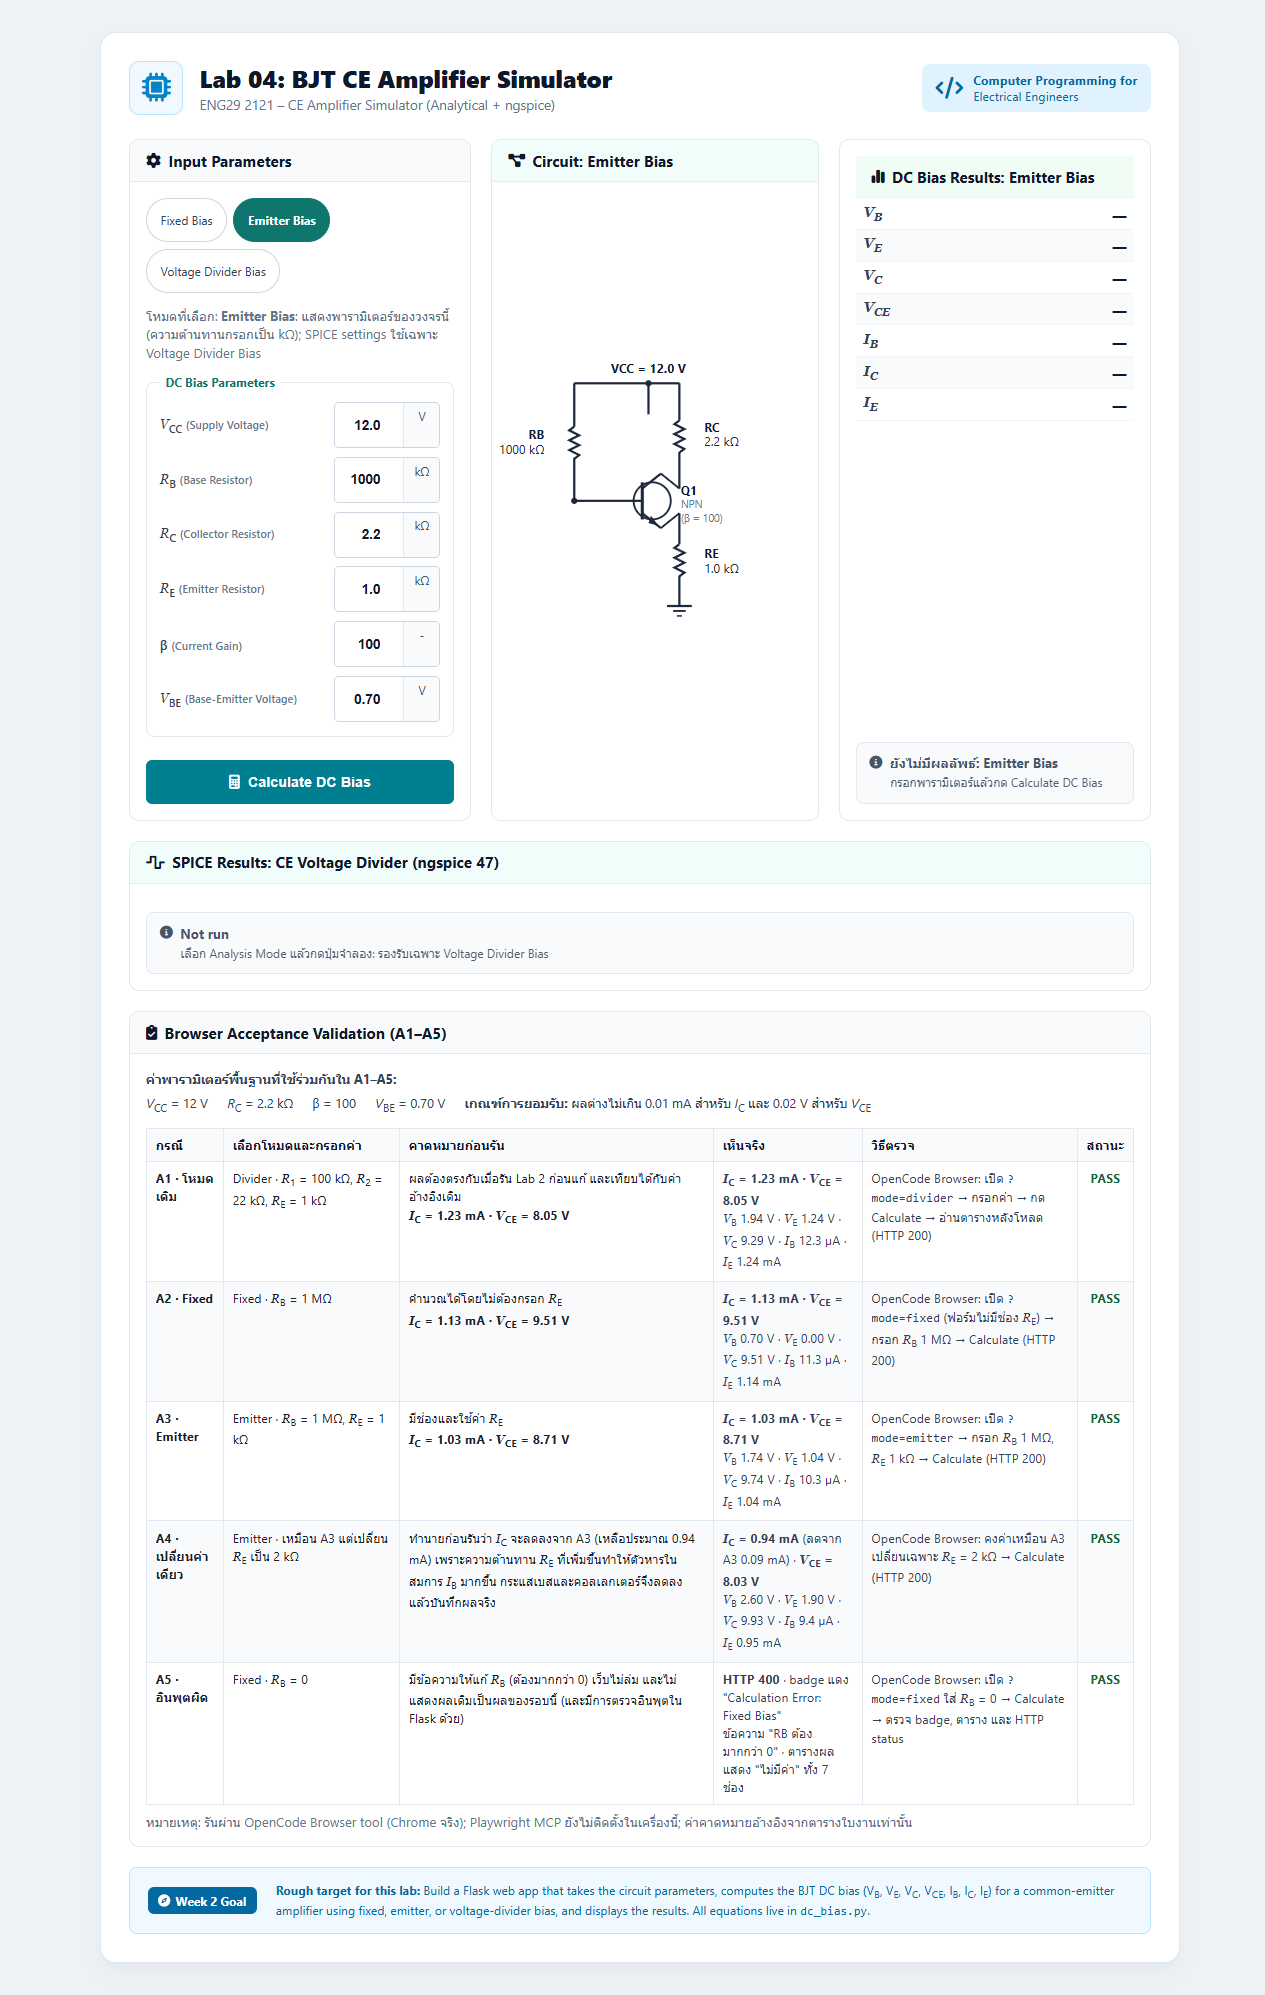 Lab 04: BJT CE Amplifier Simulator
ENG29 2121 – CE Amplifier Simulator (Analytical + ngspice)
Computer Programming for
Electrical Engineers
Input Parameters
Fixed Bias
Emitter Bias
Voltage Divider Bias
โหมดที่เลือก: Emitter Bias: แสดงพารามิเตอร์ของวงจรนี้
(ความต้านทานกรอกเป็น kΩ); SPICE settings ใช้เฉพาะ
Voltage Divider Bias
DC Bias Parameters
VCC (Supply Voltage) 12.0 V
RB (Base Resistor) 1000 kΩ
RC (Collector Resistor) 2.2 kΩ
RE (Emitter Resistor) 1.0 kΩ
β (Current Gain) 100 -
VBE (Base-Emitter Voltage) 0.70 V
Calculate DC Bias
Circuit: Emitter Bias
VCC = 12.0 V
RB
1000 kΩ
RC
2.2 kΩ
Q1
NPN
(β = 100)
RE
1.0 kΩ
DC Bias Results: Emitter Bias
VB —
VE —
VC —
VCE —
IB —
IC —
IE —
ยังไม่มีผลลัพธ์: Emitter Bias
กรอกพารามิเตอร์แล้วกด Calculate DC Bias
SPICE Results: CE Voltage Divider (ngspice 47)
Not run
เลือก Analysis Mode แล้วกดปุ่มจำลอง: รองรับเฉพาะ Voltage Divider Bias
Browser Acceptance Validation (A1–A5)
ค่าพารามิเตอร์พื้นฐานที่ใช้ร่วมกันใน A1–A5:
VCC = 12 V RC = 2.2 kΩ β = 100 VBE = 0.70 V เกณฑ์การยอมรับ: ผลต่างไม่เกิน 0.01 mA สำหรับ IC และ 0.02 V สำหรับ VCE
กรณี เลือกโหมดและกรอกค่า คาดหมายก่อนรัน เห็นจริง วิธีตรวจ สถานะ
A1 · โหมด
เดิม
Divider · R1 = 100 kΩ, R2 =
22 kΩ, RE = 1 kΩ
ผลต้องตรงกับเมื่อรัน Lab 2 ก่อนแก้ และเทียบได้กับค่า
อ้างอิงเดิม
IC = 1.23 mA · VCE = 8.05 V
IC = 1.23 mA · VCE =
8.05 V
VB 1.94 V · VE 1.24 V ·
VC 9.29 V · IB 12.3 µA ·
IE 1.24 mA
OpenCode Browser: เปิด ?
mode=divider → กรอกค่า → กด
Calculate → อ่านตารางหลังโหลด
(HTTP 200)
PASS
A2 · Fixed
Fixed · RB = 1 MΩ
คำนวณได้โดยไม่ต้องกรอก RE
IC = 1.13 mA · VCE = 9.51 V
IC = 1.13 mA · VCE =
9.51 V
VB 0.70 V · VE 0.00 V ·
VC 9.51 V · IB 11.3 µA ·
IE 1.14 mA
OpenCode Browser: เปิด ?
mode=fixed (ฟอร์มไม่มีช่อง RE) →
กรอก RB 1 MΩ → Calculate (HTTP
200)
PASS
A3 ·
Emitter
Emitter · RB = 1 MΩ, RE = 1
kΩ
มีช่องและใช้ค่า RE
IC = 1.03 mA · VCE = 8.71 V
IC = 1.03 mA · VCE =
8.71 V
VB 1.74 V · VE 1.04 V ·
VC 9.74 V · IB 10.3 µA ·
IE 1.04 mA
OpenCode Browser: เปิด ?
mode=emitter → กรอก RB 1 MΩ,
RE 1 kΩ → Calculate (HTTP 200)
PASS
A4 ·
เปลี่ยนค่า
เดียว
Emitter · เหมือน A3 แต่เปลี่ยน
RE เป็น 2 kΩ
ทำนายก่อนรันว่า IC จะลดลงจาก A3 (เหลือประมาณ 0.94
mA) เพราะความต้านทาน RE ที่เพิ่มขึ้นทำให้ตัวหารใน
สมการ IB มากขึ้น กระแสเบสและคอลเลกเตอร์จึงลดลง
แล้วบันทึกผลจริง
IC = 0.94 mA (ลดจาก
A3 0.09 mA) · VCE =
8.03 V
VB 2.60 V · VE 1.90 V ·
VC 9.93 V · IB 9.4 µA ·
IE 0.95 mA
OpenCode Browser: คงค่าเหมือน A3
เปลี่ยนเฉพาะ RE = 2 kΩ → Calculate
(HTTP 200)
PASS
A5 ·
อินพุตผิด
Fixed · RB = 0
มีข้อความให้แก้ RB (ต้องมากกว่า 0) เว็บไม่ล่ม และไม่
แสดงผลเดิมเป็นผลของรอบนี้ (และมีการตรวจอินพุตใน
Flask ด้วย)
HTTP 400 · badge แดง
"Calculation Error:
Fixed Bias"
ข้อความ "RB ต้อง
มากกว่า 0" · ตารางผล
แสดง "ไม่มีค่า" ทั้ง 7
ช่อง
OpenCode Browser: เปิด ?
mode=fixed ใส่ RB = 0 → Calculate
→ ตรวจ badge, ตาราง และ HTTP
status
PASS
หมายเหตุ: รันผ่าน OpenCode Browser tool (Chrome จริง); Playwright MCP ยังไม่ติดตั้งในเครื่องนี้; ค่าคาดหมายอ้างอิงจากตารางใบงานเท่านั้น
Week 2 Goal
Rough target for this lab: Build a Flask web app that takes the circuit parameters, computes the BJT DC bias (VB, VE, VC, VCE, IB, IC, IE) for a common-emitter
amplifier using fixed, emitter, or voltage-divider bias, and displays the results. All equations live in dc_bias.py.